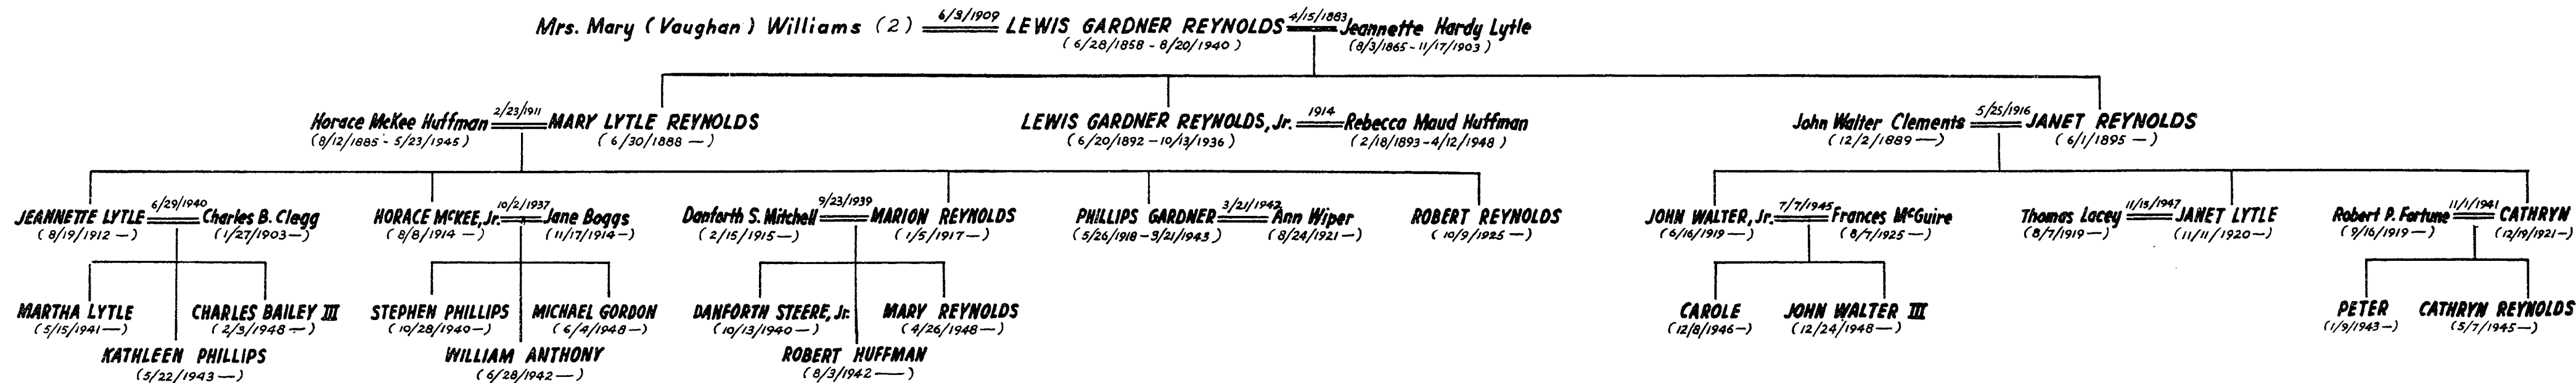 Mrs. Mary (Vaughan) Williams (2) 6/3/1909 LEWIS GARDNER REYNOLDS 4/15/1883 Jeannette Hardy Lytle
(6/28/1858 - 8/20/1940) (8/3/1865 - 11/17/1903)
Horace McKee Huffman 2/23/1911 MARY LYTLE REYNOLDS LEWIS GARDNER REYNOLDS, Jr. 1914 Rebecca Maud Huffman John Walter Clements 5/25/1916 JANET REYNOLDS
(8/12/1885 - 5/23/1945) (6/30/1888 —) (6/20/1892 - 10/13/1936) (2/18/1893 - 4/12/1948) (12/2/1889 —) (6/1/1895 —)
JEANNETTE LYTLE 6/29/1940 Charles B. Clegg HORACE McKEE, Jr. 10/2/1937 Jane Boggs Danforth S. Mitchell 9/23/1939 MARION REYNOLDS PHILLIPS GARDNER 3/21/1942 Ann Wiper ROBERT REYNOLDS JOHN WALTER, Jr. 7/7/1945 Frances McGuire Thomas Lacey 11/15/1947 JANET LYTLE Robert P. Fortune 11/1/1941 CATHRYN
(8/19/1912 —) (1/27/1903 —) (8/8/1914 —) (11/17/1914 —) (2/15/1915 —) (1/5/1917 —) (5/26/1918 - 3/21/1943) (8/24/1921 —) (10/9/1925 —) (6/16/1919 —) (8/7/1925 —) (8/7/1919 —) (11/11/1920 —) (9/16/1919 —) (12/19/1921 —)
MARTHA LYTLE CHARLES BAILEY III STEPHEN PHILLIPS MICHAEL GORDON DANFORTH STEERE, Jr. MARY REYNOLDS CAROLE JOHN WALTER III PETER CATHRYN REYNOLDS
(5/15/1941 —) (2/3/1948 —) (10/28/1940 —) (6/4/1948 —) (10/13/1940 —) (4/26/1948 —) (12/8/1946 —) (12/24/1948 —) (1/9/1943 —) (5/7/1945 —)
KATHLEEN PHILLIPS WILLIAM ANTHONY ROBERT HUFFMAN
(5/22/1943 —) (6/28/1942 —) (8/3/1942 —)